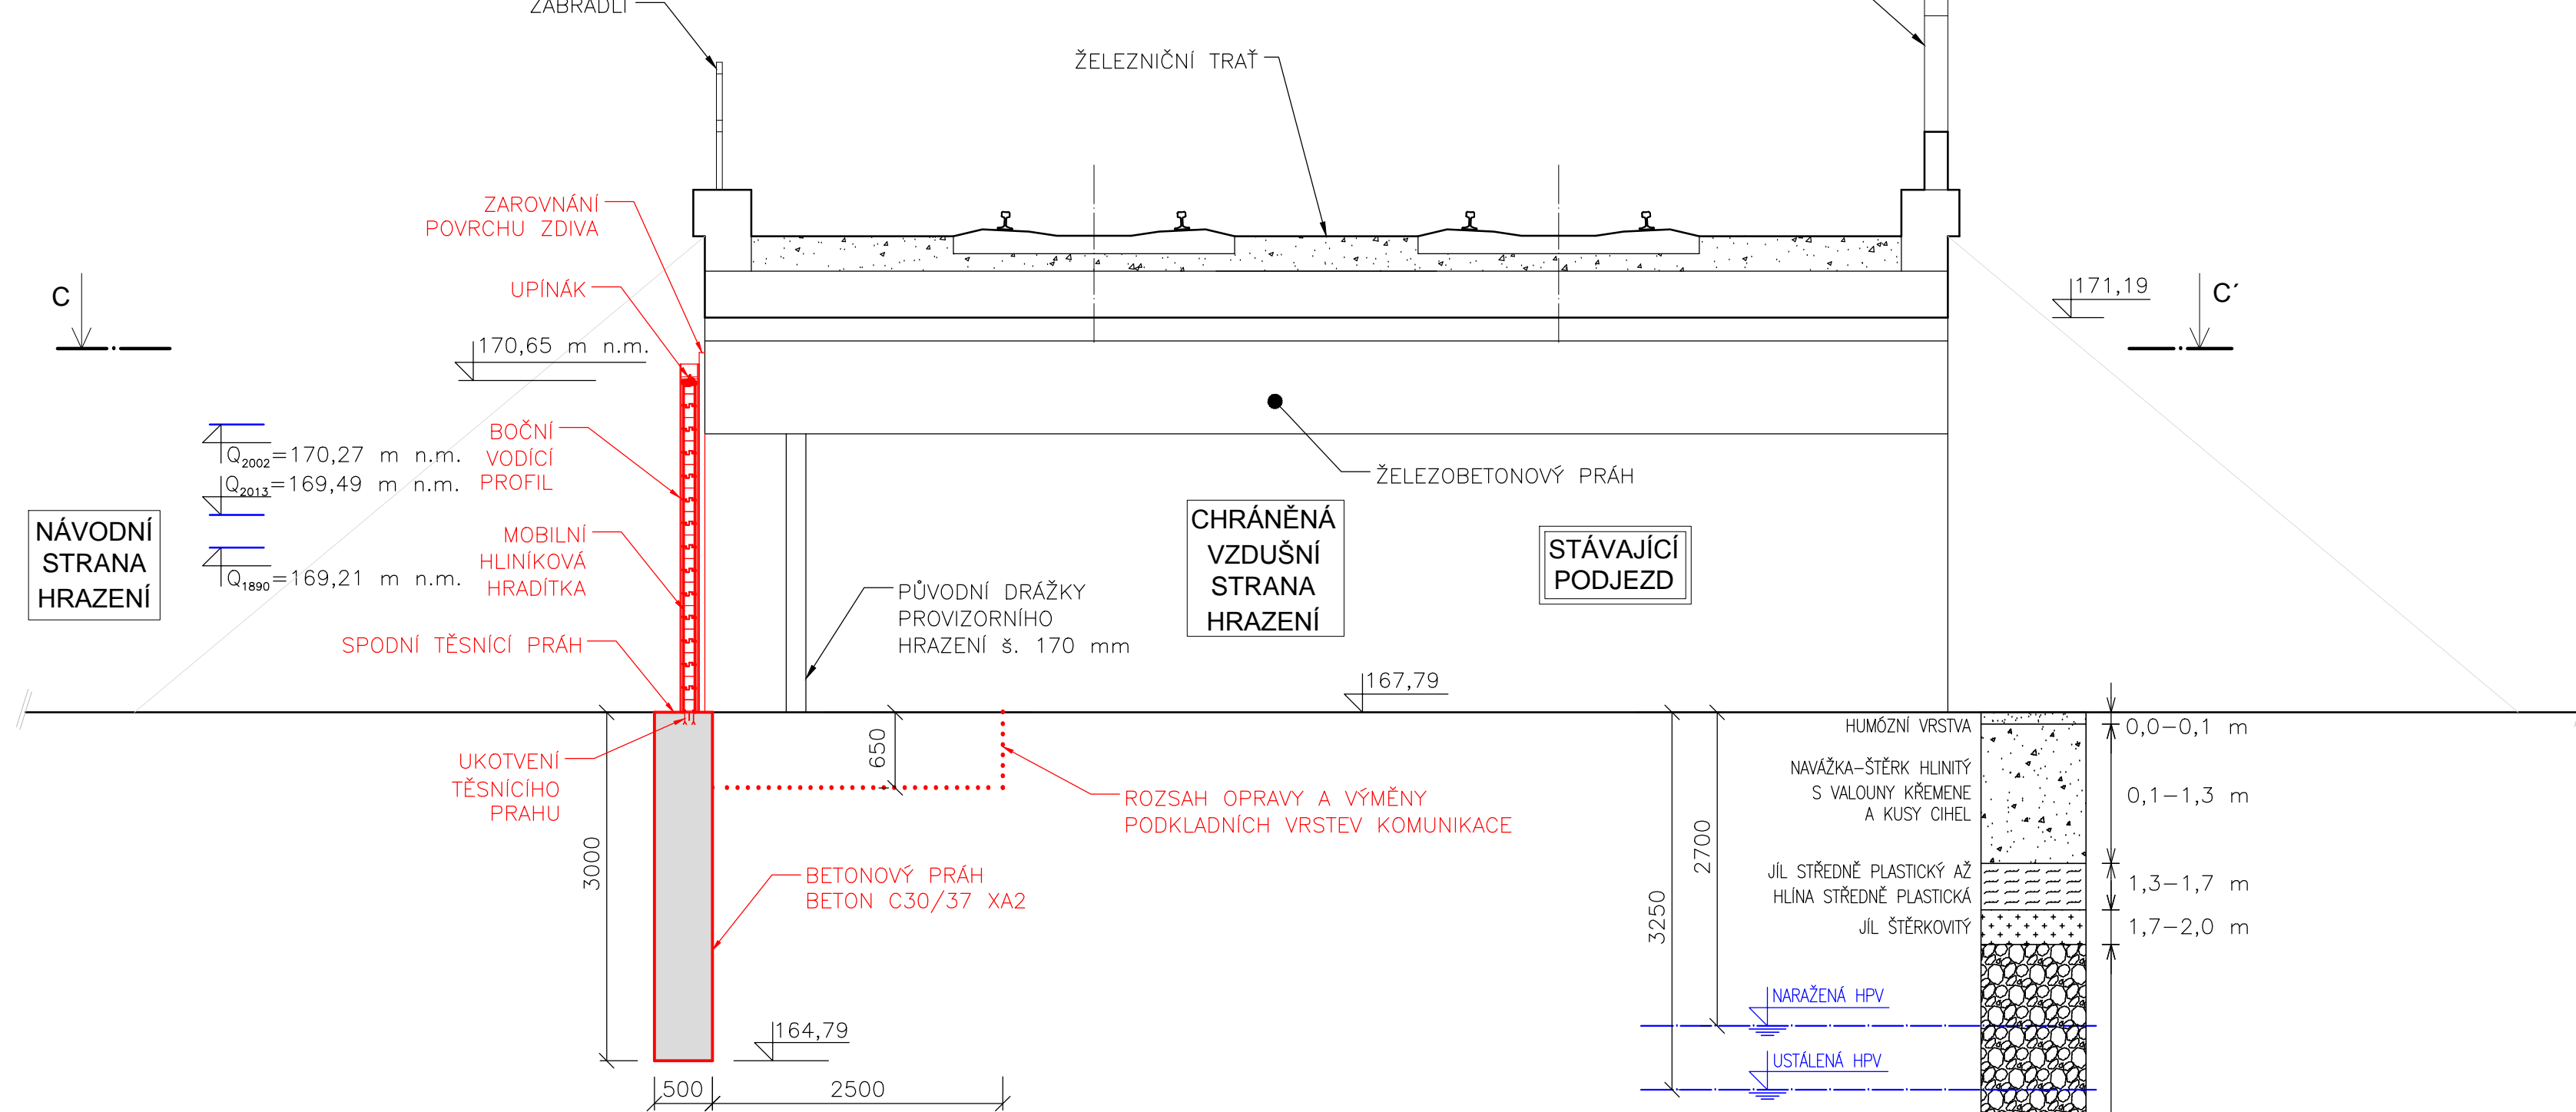 ZÁBRADLÍ
ŽELEZNIČNÍ TRAŤ
ZAROVNÁNÍ
POVRCHU ZDIVA
UPÍNÁK
C
C´
171,19
170,65 m n.m.
BOČNÍ
VODÍCÍ
PROFIL
Q2002=170,27 m n.m.
Q2013=169,49 m n.m.
Q1890=169,21 m n.m.
NÁVODNÍ
STRANA
HRAZENÍ
MOBILNÍ
HLINÍKOVÁ
HRADÍTKA
SPODNÍ TĚSNÍCÍ PRÁH
ŽELEZOBETONOVÝ PRÁH
CHRÁNĚNÁ
VZDUŠNÍ
STRANA
HRAZENÍ
STÁVAJÍCÍ
PODJEZD
PŮVODNÍ DRÁŽKY
PROVIZORNÍHO
HRAZENÍ š. 170 mm
167,79
UKOTVENÍ
TĚSNÍCÍHO
PRAHU
650
ROZSAH OPRAVY A VÝMĚNY
PODKLADNÍCH VRSTEV KOMUNIKACE
3000
BETONOVÝ PRÁH
BETON C30/37 XA2
164,79
500
2500
HUMÓZNÍ VRSTVA
0,0–0,1 m
NAVÁŽKA–ŠTĚRK HLINITÝ
S VALOUNY KŘEMENE
A KUSY CIHEL
0,1–1,3 m
JÍL STŘEDNĚ PLASTICKÝ AŽ
HLÍNA STŘEDNĚ PLASTICKÁ
1,3–1,7 m
JÍL ŠTĚRKOVITÝ
1,7–2,0 m
2700
3250
NARAŽENÁ HPV
USTÁLENÁ HPV